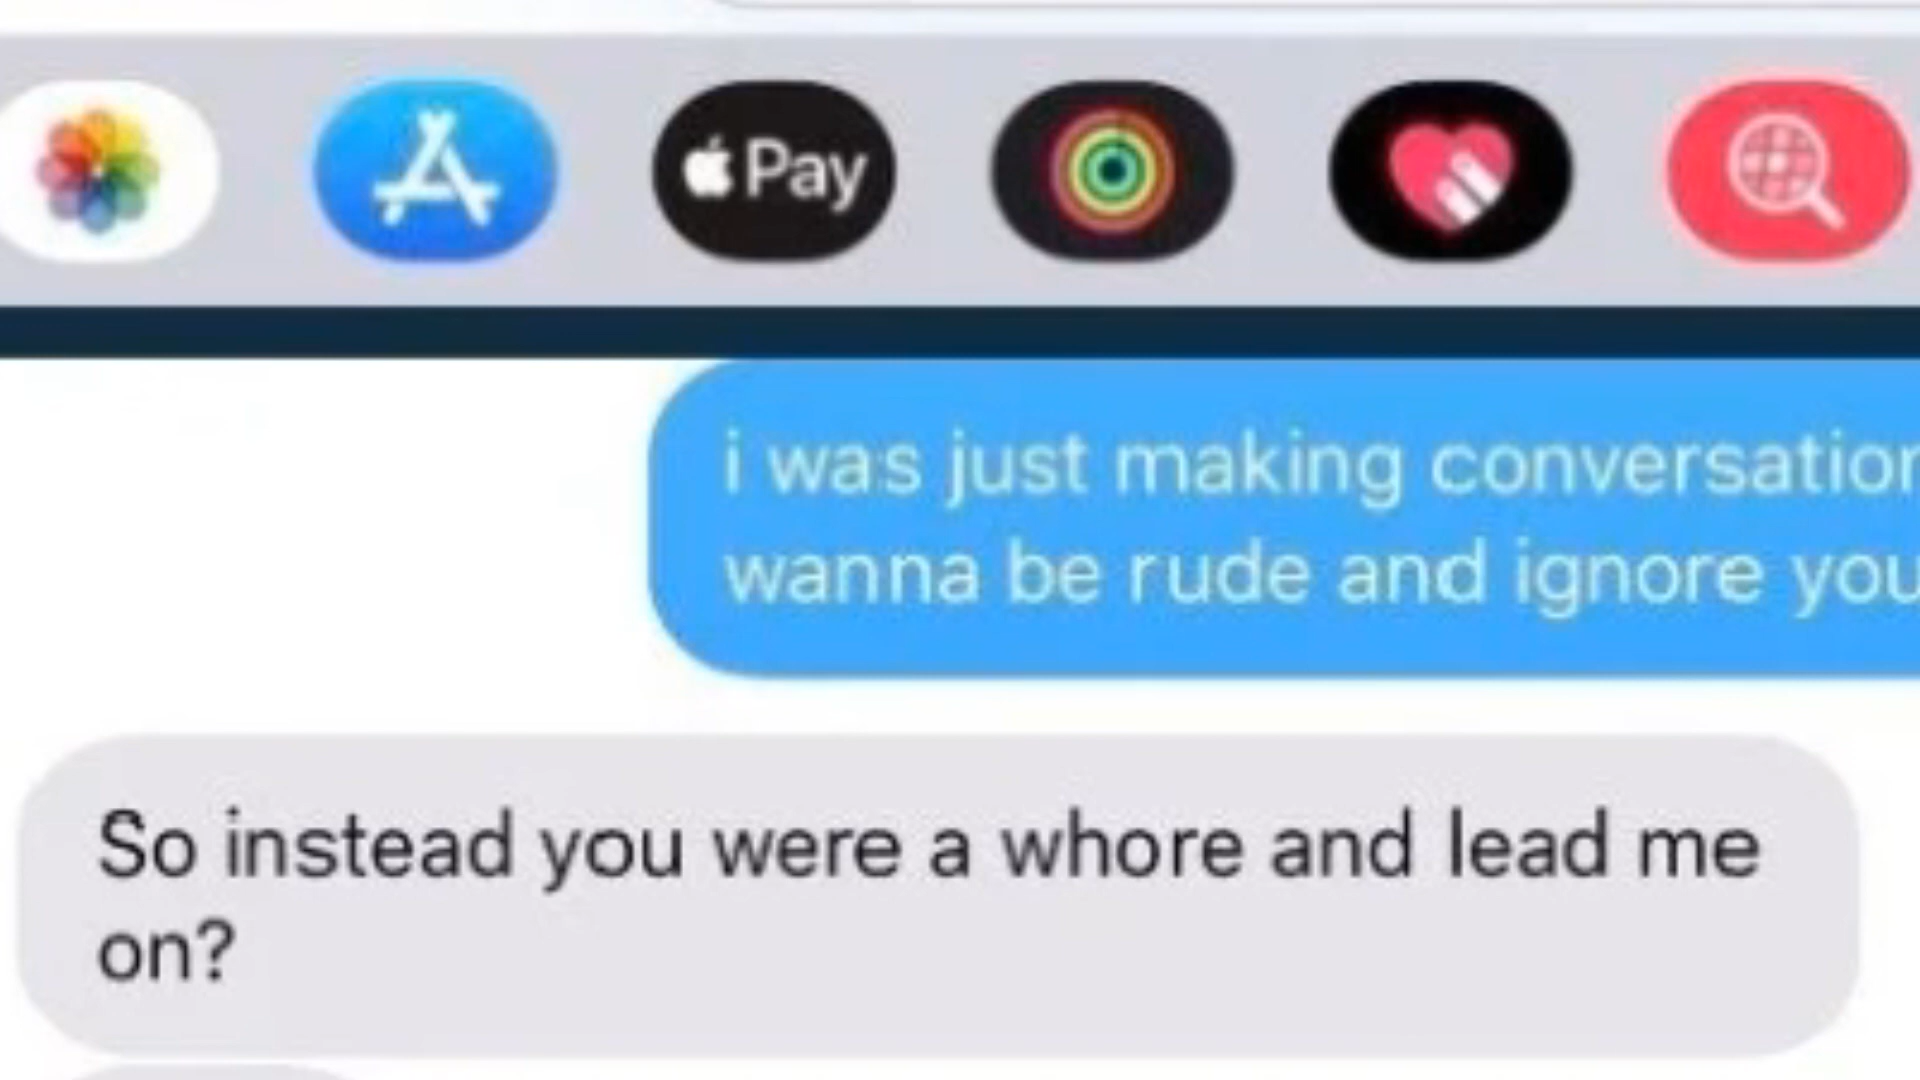 Pay
i was just making conversation
wanna be rude and ignore you
So instead you were a whore and lead me
on?